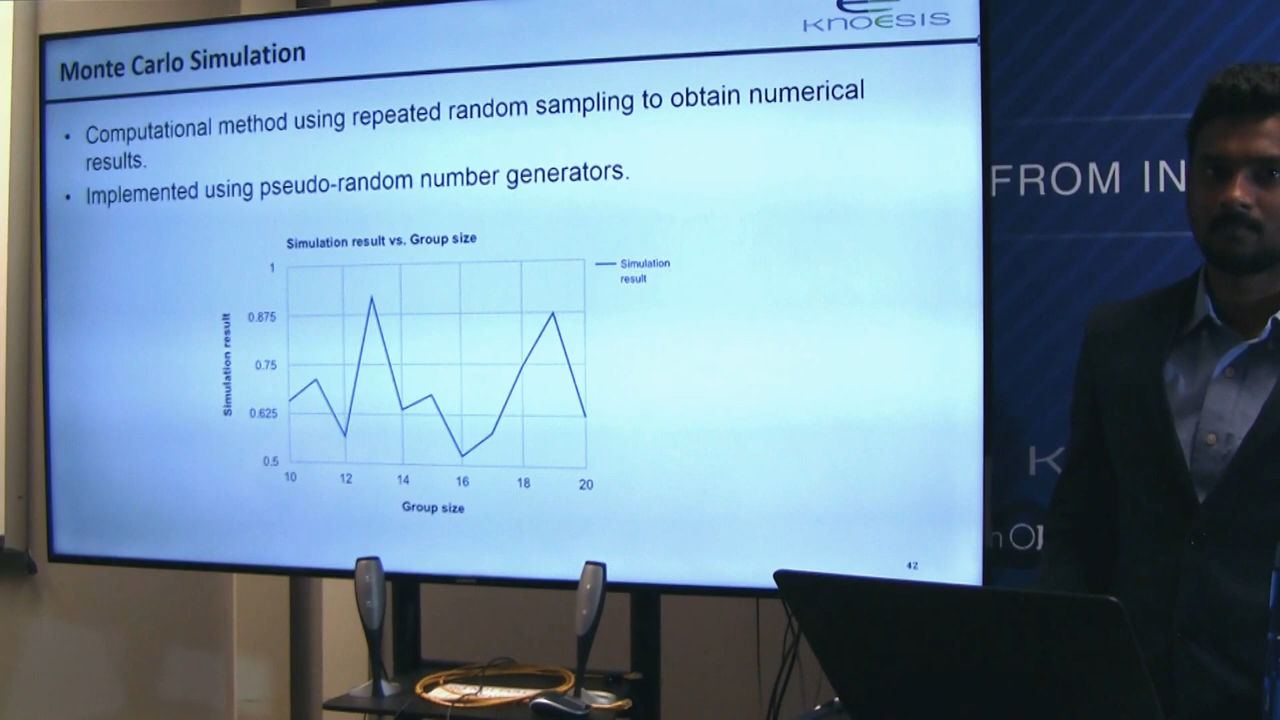 KNOESIS
Monte Carlo Simulation
• Computational method using repeated random sampling to obtain numerical
results.
• Implemented using pseudo-random number generators.
Simulation result vs. Group size
Simulation
result
1
0.875
0.75
0.625
0.5
Simulation result
10 12 14 16 18 20
Group size
42
FROM IN